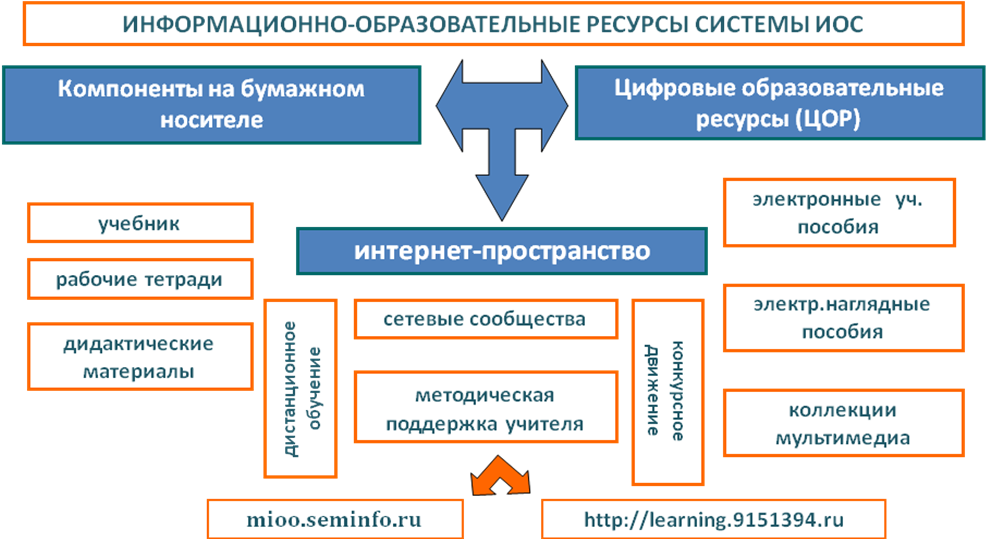 ИНФОРМАЦИОННО-ОБРАЗОВАТЕЛЬНЫЕ РЕСУРСЫ СИСТЕМЫ ИОС
Компоненты на бумажном
носителе
Цифровые образовательные
ресурсы (ЦОР)
учебник
рабочие тетради
дидактические
материалы
интернет-пространство
дистанционное
обучение
сетевые сообщества
методическая
поддержка учителя
конкурсное
движение
электронные уч.
пособия
электр.наглядные
пособия
коллекции
мультимедиа
mioo.seminfo.ru
http://learning.9151394.ru